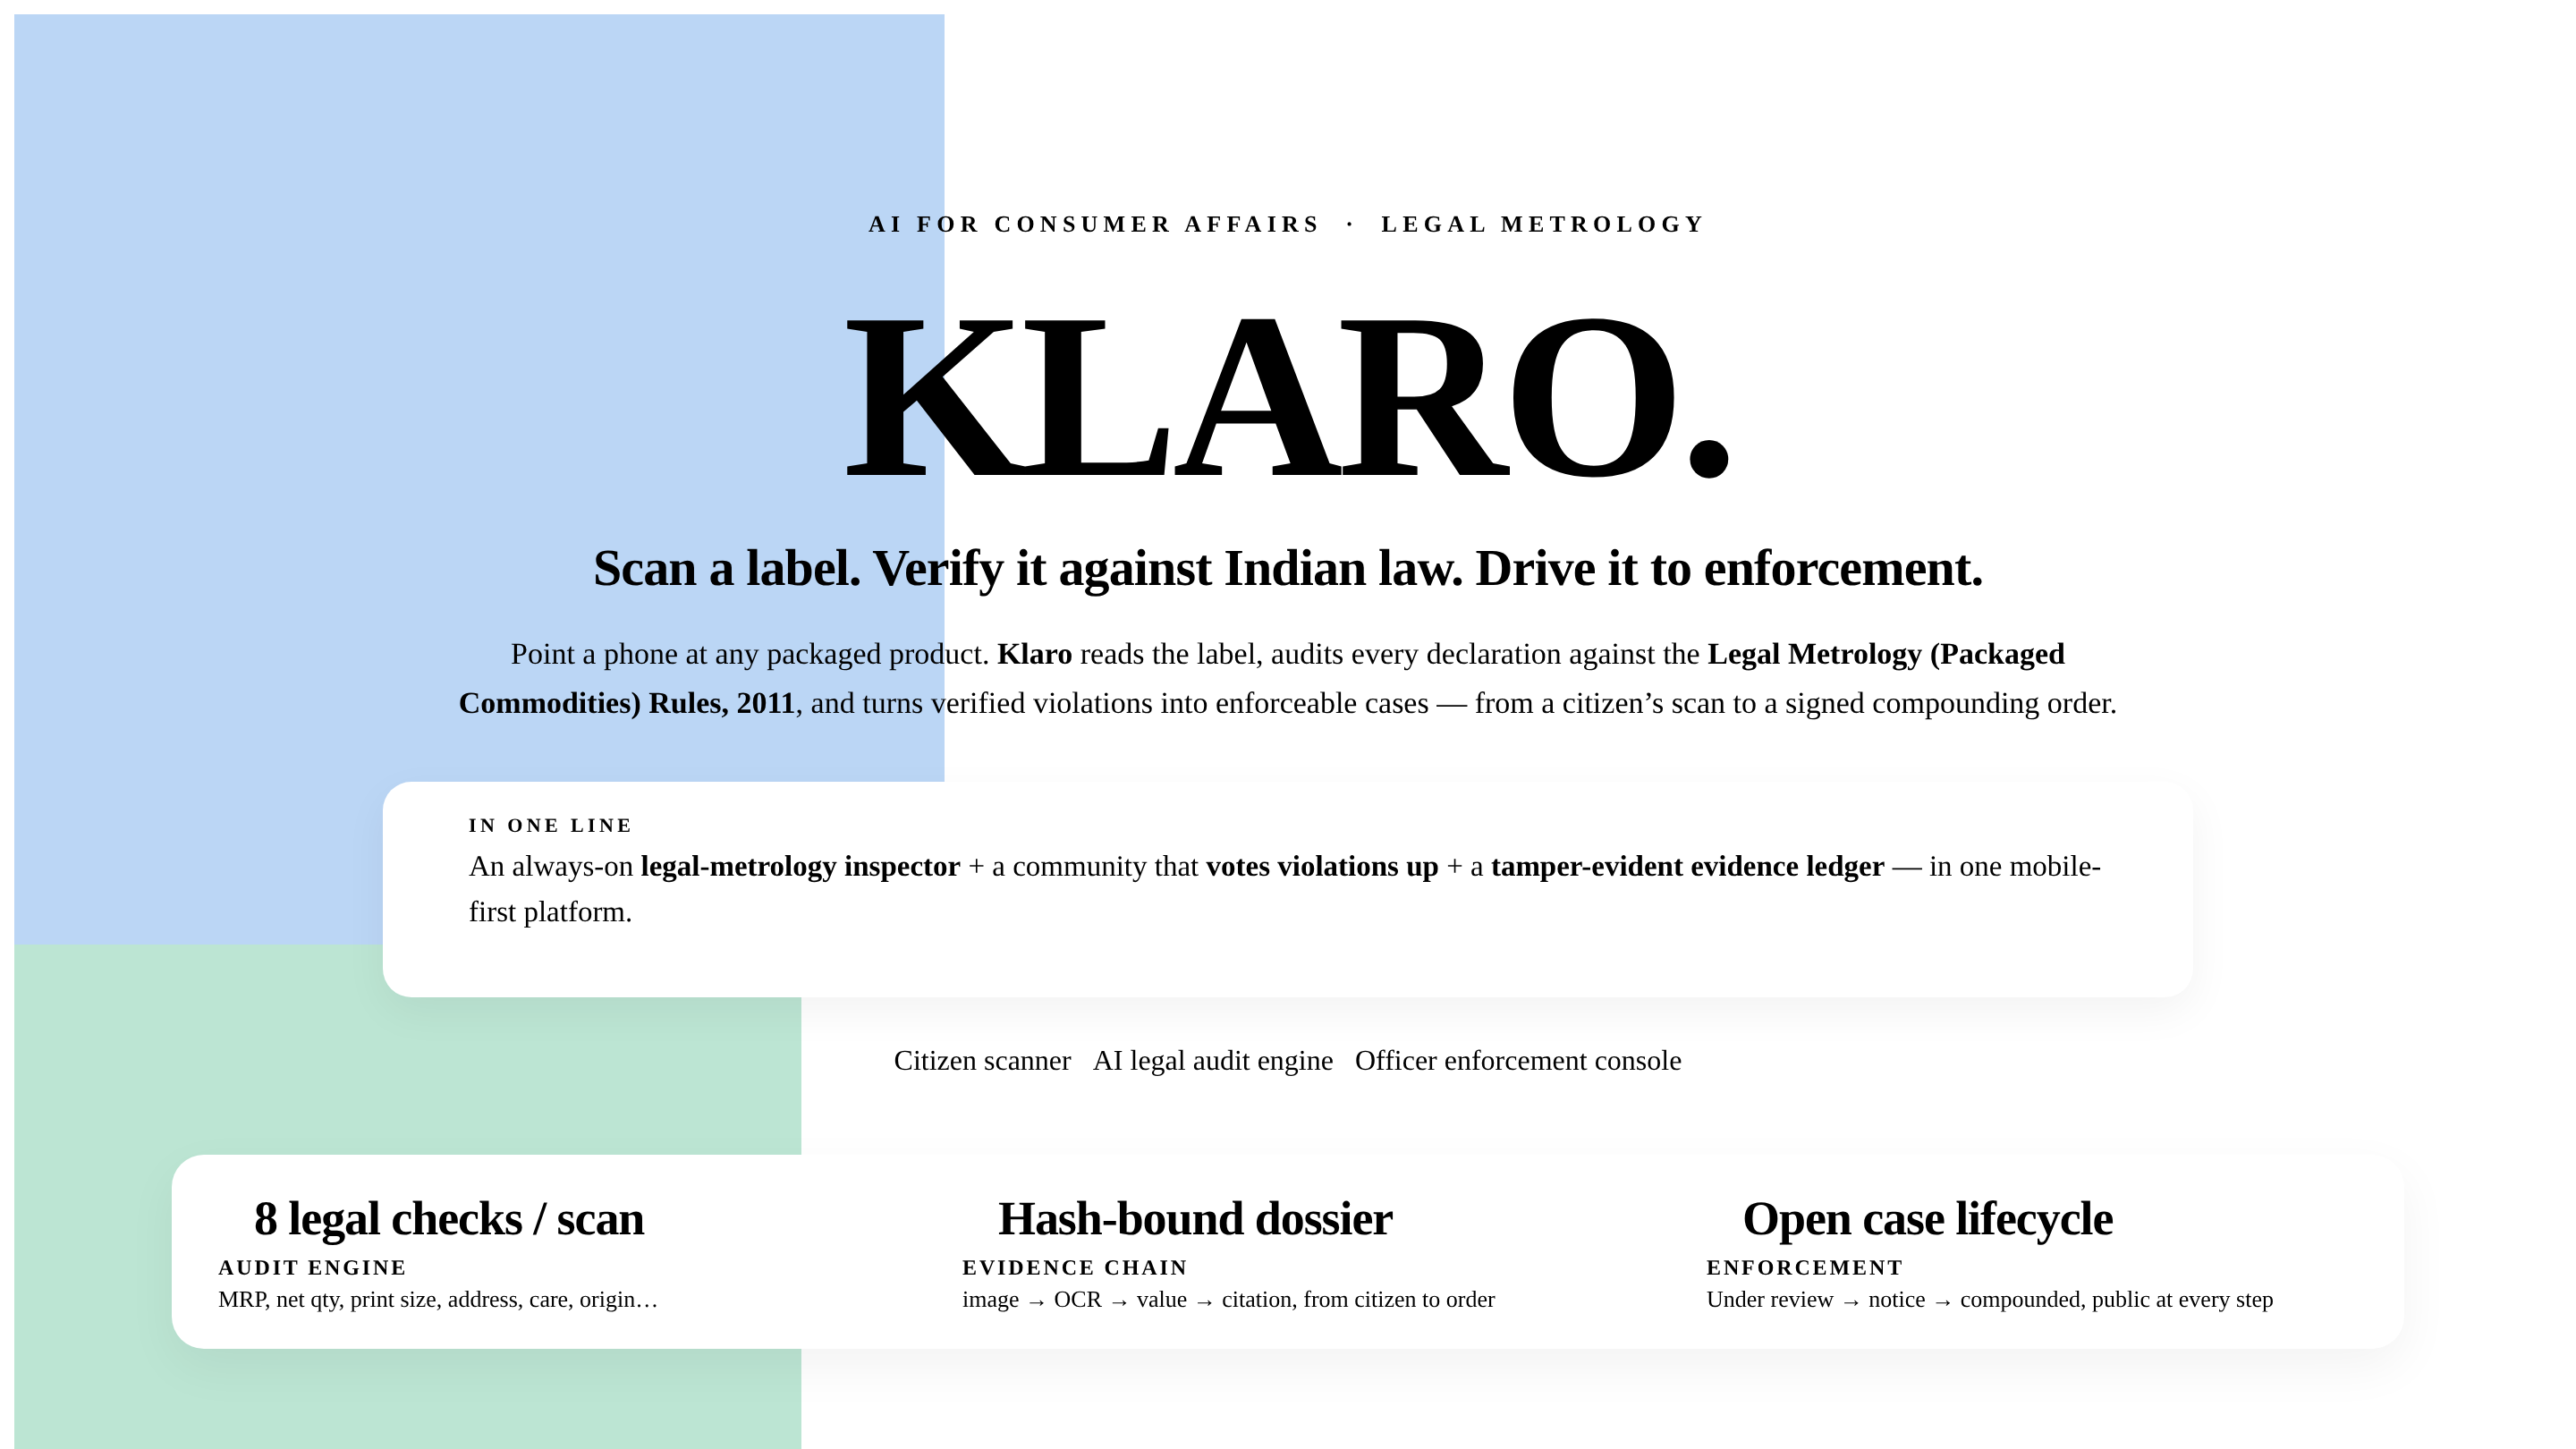 AI FOR CONSUMER AFFAIRS · LEGAL METROLOGY
KLARO.
Scan a label. Verify it against Indian law. Drive it to enforcement.
Point a phone at any packaged product. Klaro reads the label, audits every declaration against the Legal Metrology (Packaged
Commodities) Rules, 2011, and turns verified violations into enforceable cases — from a citizen’s scan to a signed compounding order.
IN ONE LINE
An always-on legal-metrology inspector + a community that votes violations up + a tamper-evident evidence ledger — in one mobile-
first platform.
Citizen scanner AI legal audit engine Officer enforcement console
8 legal checks / scan
AUDIT ENGINE
MRP, net qty, print size, address, care, origin…
Hash-bound dossier
EVIDENCE CHAIN
image → OCR → value → citation, from citizen to order
Open case lifecycle
ENFORCEMENT
Under review → notice → compounded, public at every step